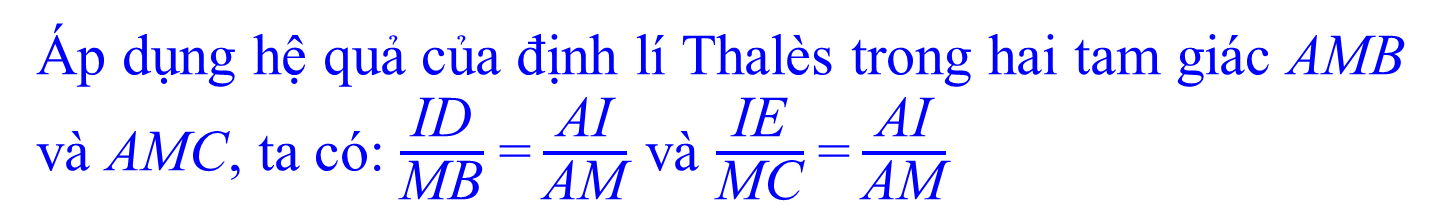 Áp dụng hệ quả của định lí Thalès trong hai tam giác AMB
và AMC, ta có: ID/MB = AI/AM và IE/MC = AI/AM